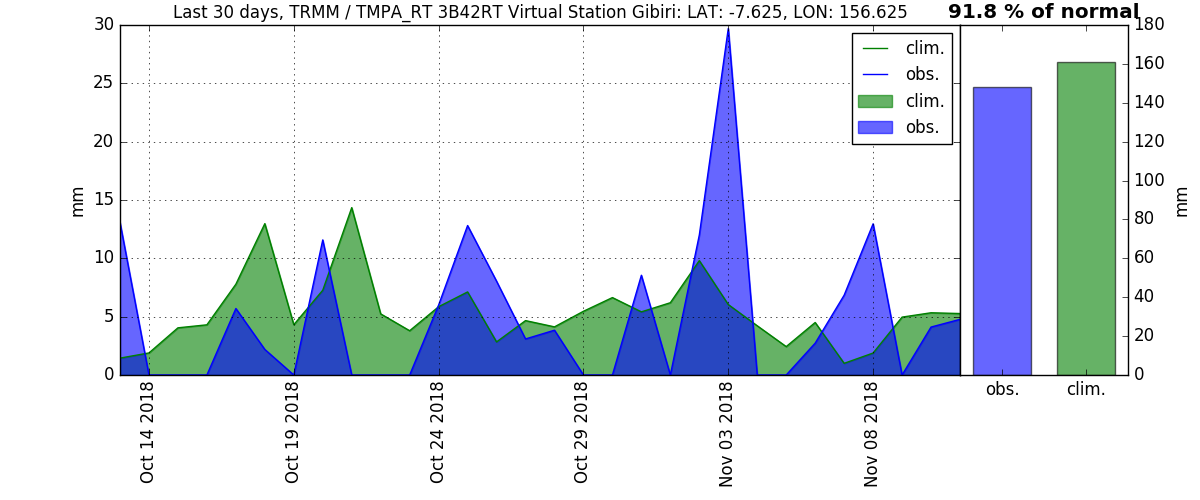 Last 30 days, TRMM / TMPA_RT 3B42RT Virtual Station Gibiri: LAT: -7.625, LON: 156.625
91.8 % of normal
30
25
20
15
10
5
0
mm
clim.
obs.
clim.
obs.
Oct 14 2018
Oct 19 2018
Oct 24 2018
Oct 29 2018
Nov 03 2018
Nov 08 2018
180
160
140
120
100
80
60
40
20
0
mm
obs.
clim.